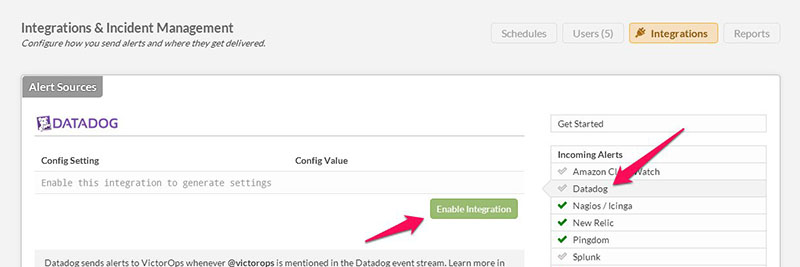 Integrations & Incident Management
Configure how you send alerts and where they get delivered.
Schedules
Users (5)
Integrations
Reports
Alert Sources
DATADOG
Config Setting Config Value
Enable this integration to generate settings
Enable Integration
Datadog sends alerts to VictorOps whenever @victorops is mentioned in the Datadog event stream. Learn more in
Get Started
Incoming Alerts
Amazon Watch
Datadog
Nagios / Icinga
New Relic
Pingdom
Splunk